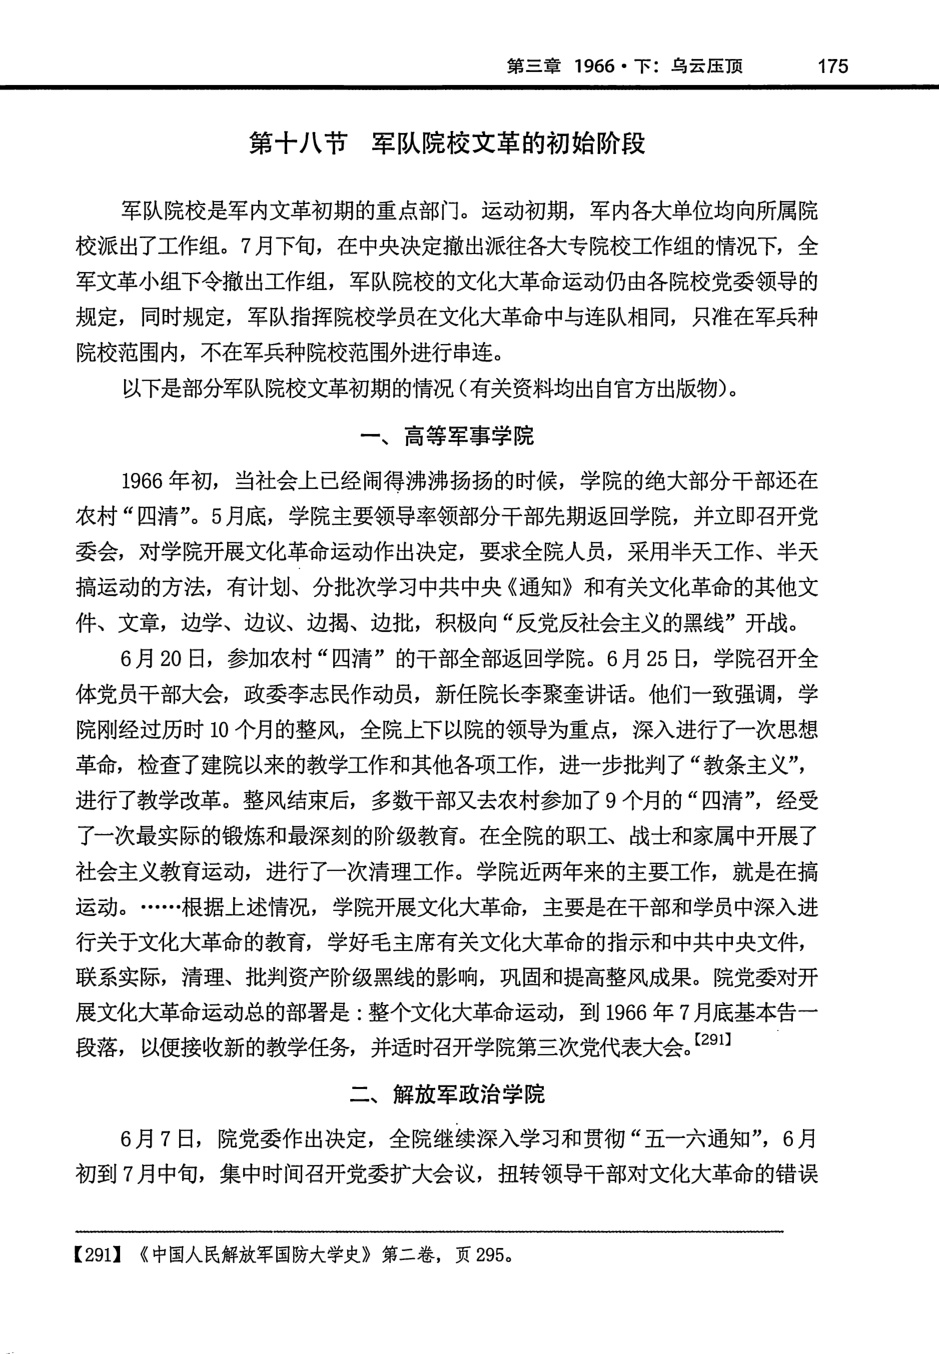 第三章 1966·下：乌云压顶 175
第十八节 军队院校文革的初始阶段
军队院校是军内文革初期的重点部门。运动初期，军内各大单位均向所属院
校派出了工作组。7月下旬，在中央决定撤出派往各大专院校工作组的情况下，全
军文革小组下令撤出工作组，军队院校的文化大革命运动仍由各院校党委领导的
规定，同时规定，军队指挥院校学员在文化大革命中与连队相同，只准在军兵种
院校范围内，不在军兵种院校范围外进行串连。
以下是部分军队院校文革初期的情况（有关资料均出自官方出版物）。
一、高等军事学院
1966年初，当社会上已经闹得沸沸扬扬的时候，学院的绝大部分干部还在
农村“四清”。5月底，学院主要领导率领部分干部先期返回学院，并立即召开党
委会，对学院开展文化革命运动作出决定，要求全院人员，采用半天工作、半天
搞运动的方法，有计划、分批次学习中共中央《通知》和有关文化革命的其他文
件、文章，边学、边议、边揭、边批，积极向“反党反社会主义的黑线”开战。
6月20日，参加农村“四清”的干部全部返回学院。6月25日，学院召开全
体党员干部大会，政委李志民作动员，新任院长李聚奎讲话。他们一致强调，学
院刚经过历时10个月的整风，全院上下以院的领导为重点，深入进行了一次思想
革命，检查了建院以来的教学工作和其他各项工作，进一步批判了“教条主义”，
进行了教学改革。整风结束后，多数干部又去农村参加了9个月的“四清”，经受
了一次最实际的锻炼和最深刻的阶级教育。在全院的职工、战士和家属中开展了
社会主义教育运动，进行了一次清理工作。学院近两年来的主要工作，就是在搞
运动。……根据上述情况，学院开展文化大革命，主要是在干部和学员中深入进
行关于文化大革命的教育，学好毛主席有关文化大革命的指示和中共中央文件，
联系实际，清理、批判资产阶级黑线的影响，巩固和提高整风成果。院党委对开
展文化大革命运动总的部署是：整个文化大革命运动，到1966年7月底基本告一
段落，以便接收新的教学任务，并适时召开学院第三次党代表大会。【291】
二、解放军政治学院
6月7日，院党委作出决定，全院继续深入学习和贯彻“五一六通知”，6月
初到7月中旬，集中时间召开党委扩大会议，扭转领导干部对文化大革命的错误
【291】《中国人民解放军国防大学史》第二卷，页295。